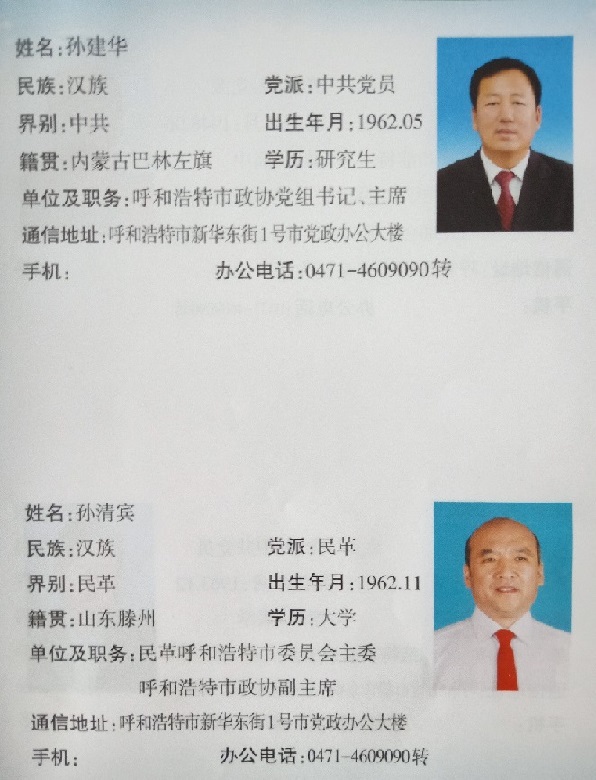 姓名:孙建华
民族:汉族 党派:中共党员
界别:中共 出生年月:1962.05
籍贯:内蒙古巴林左旗 学历:研究生
单位及职务:呼和浩特市政协党组书记、主席
通信地址:呼和浩特市新华东街1号市党政办公大楼
手机: 办公电话:0471-4609090转
姓名:孙清宾
民族:汉族 党派:民革
界别:民革 出生年月:1962.11
籍贯:山东滕州 学历:大学
单位及职务:民革呼和浩特市委员会主委
呼和浩特市政协副主席
通信地址:呼和浩特市新华东街1号市党政办公大楼
手机: 办公电话:0471-4609090转